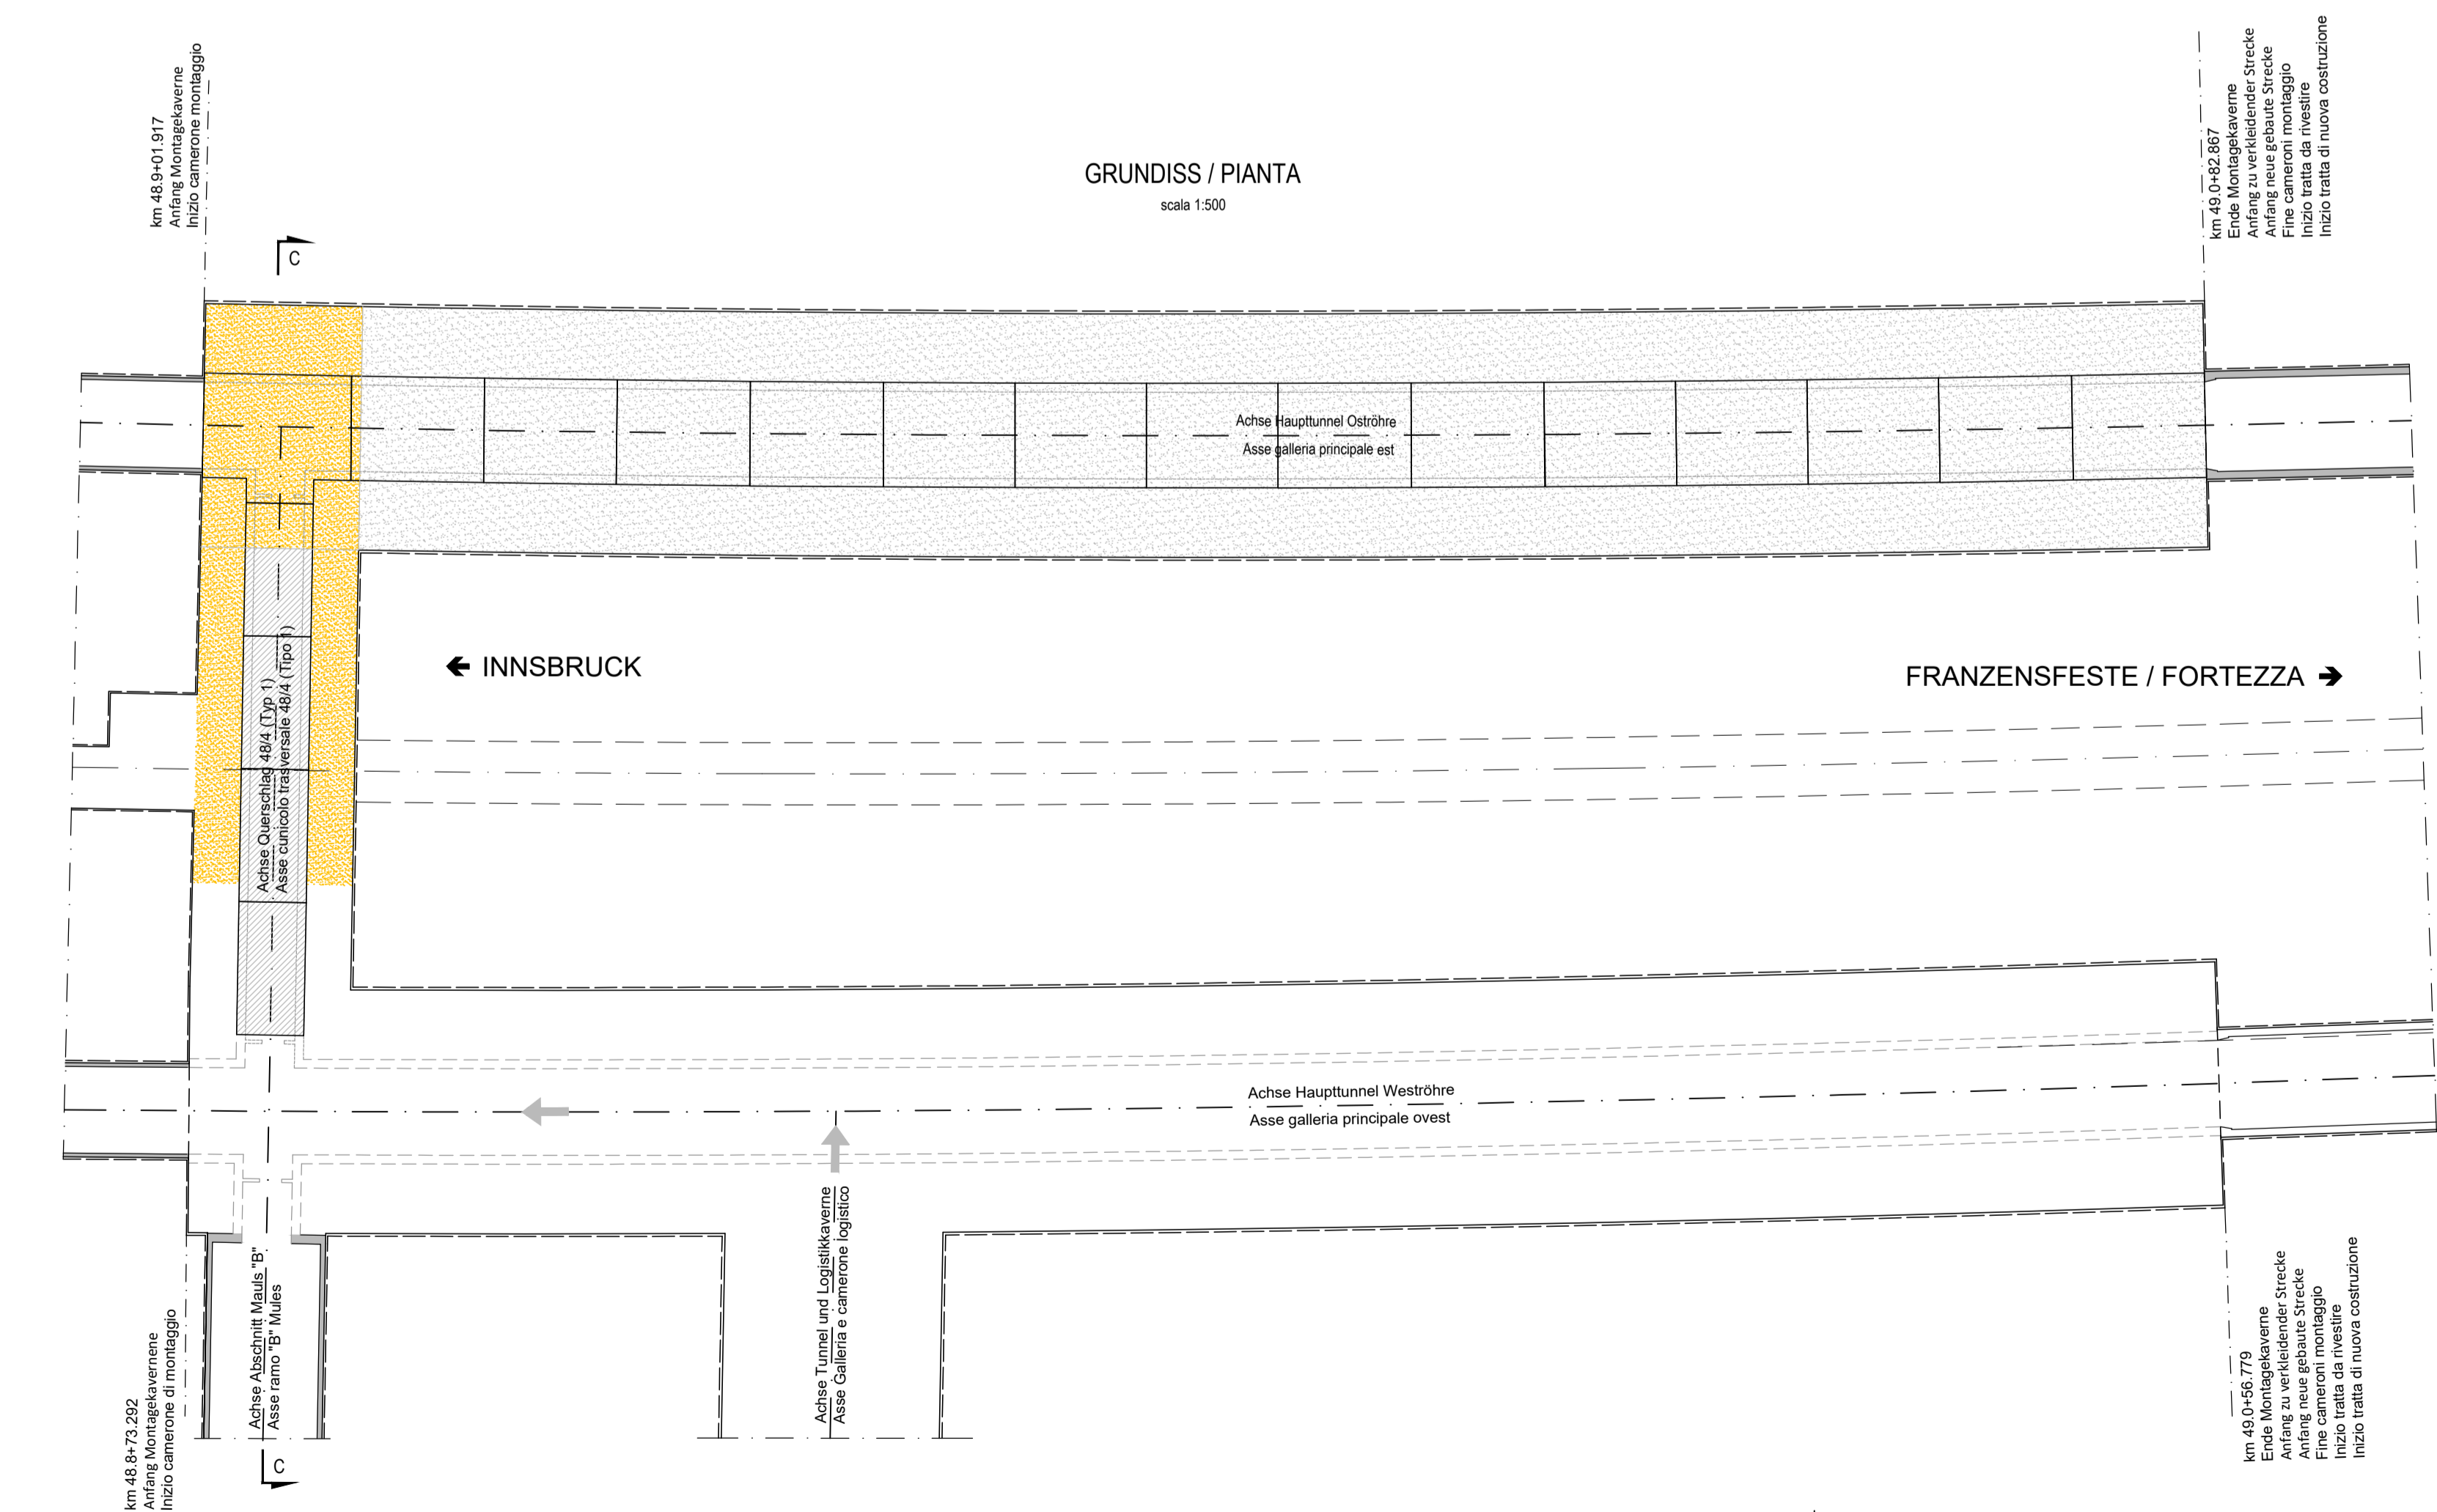 km 48.9+01.917
Anfang Montagekaverne
Inizio camerone montaggio
GRUNDISS / PIANTA
scala 1:500
km 49.0+82.867
Ende Montagekaverne
Anfang zu verkleidender Strecke
Anfang neue gebaute Strecke
Fine cameroni montaggio
Inizio tratta da rivestire
Inizio tratta di nuova costruzione
C
Achse Haupttunnel Oströhre
Asse galleria principale est
Achse Querschlag 48/4 (Typ 1)
Asse cunicolo trasversale 48/4 (Tipo 1)
INNSBRUCK
FRANZENSFESTE / FORTEZZA
Achse Haupttunnel Weströhre
Asse galleria principale ovest
Achse Abschnitt Mauls "B"
Asse ramo "B" Mules
Achse Tunnel und Logistikkaverne
Asse Galleria e camerone logistico
km 48.8+73.292
Anfang Montagekavernene
Inizio camerone di montaggio
C
km 49.0+56.779
Ende Montagekaverne
Anfang zu verkleidender Strecke
Anfang neue gebaute Strecke
Fine cameroni montaggio
Inizio tratta da rivestire
Inizio tratta di nuova costruzione